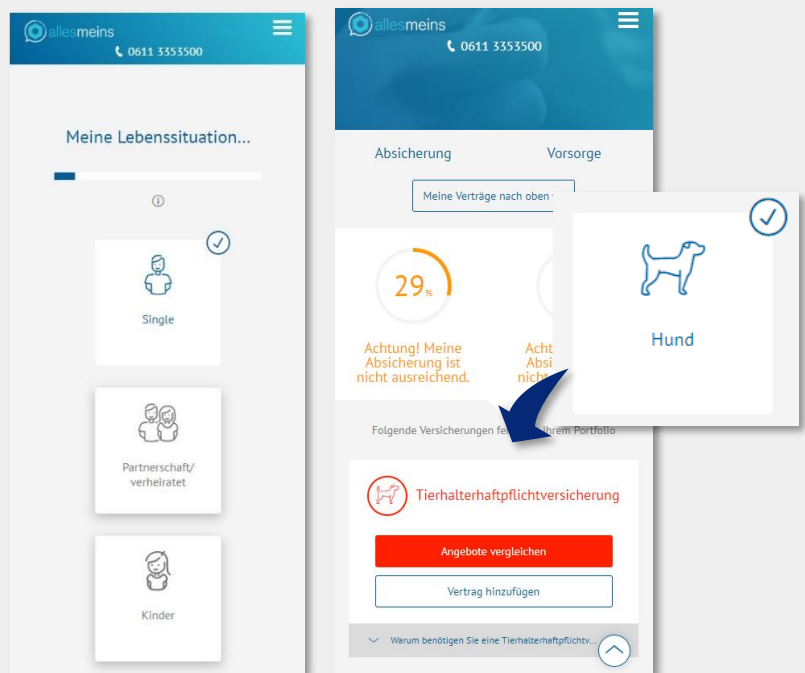 allesmeins
0611 3353500
Meine Lebenssituation...
Single
Partnerschaft/
verheiratet
Kinder
allesmeins
0611 3353500
Absicherung Vorsorge
Meine Verträge nach oben
29%
Achtung! Meine
Absicherung ist
nicht ausreichend.
Hund
Folgende Versicherungen Ihrem Portfolio
Tierhalterhaftpflichtversicherung
Angebote vergleichen
Vertrag hinzufügen
Warum benötigen Sie eine Tierhalterhaftpflichtv...